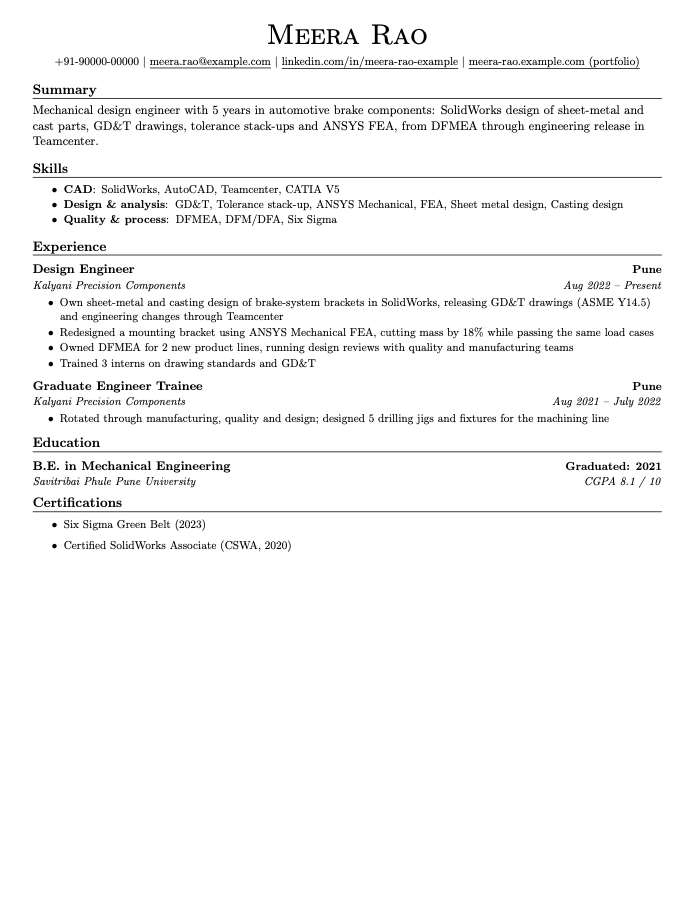 Meera Rao
+91-90000-00000 | meera.rao@example.com | linkedin.com/in/meera-rao-example | meera-rao.example.com (portfolio)
Summary
Mechanical design engineer with 5 years in automotive brake components: SolidWorks design of sheet-metal and
cast parts, GD&T drawings, tolerance stack-ups and ANSYS FEA, from DFMEA through engineering release in
Teamcenter.
Skills
• CAD: SolidWorks, AutoCAD, Teamcenter, CATIA V5
• Design & analysis: GD&T, Tolerance stack-up, ANSYS Mechanical, FEA, Sheet metal design, Casting design
• Quality & process: DFMEA, DFM/DFA, Six Sigma
Experience
Design Engineer Pune
Kalyani Precision Components Aug 2022 – Present
• Own sheet-metal and casting design of brake-system brackets in SolidWorks, releasing GD&T drawings (ASME Y14.5)
and engineering changes through Teamcenter
• Redesigned a mounting bracket using ANSYS Mechanical FEA, cutting mass by 18% while passing the same load cases
• Owned DFMEA for 2 new product lines, running design reviews with quality and manufacturing teams
• Trained 3 interns on drawing standards and GD&T
Graduate Engineer Trainee Pune
Kalyani Precision Components Aug 2021 – July 2022
• Rotated through manufacturing, quality and design; designed 5 drilling jigs and fixtures for the machining line
Education
B.E. in Mechanical Engineering Graduated: 2021
Savitribai Phule Pune University CGPA 8.1 / 10
Certifications
• Six Sigma Green Belt (2023)
• Certified SolidWorks Associate (CSWA, 2020)